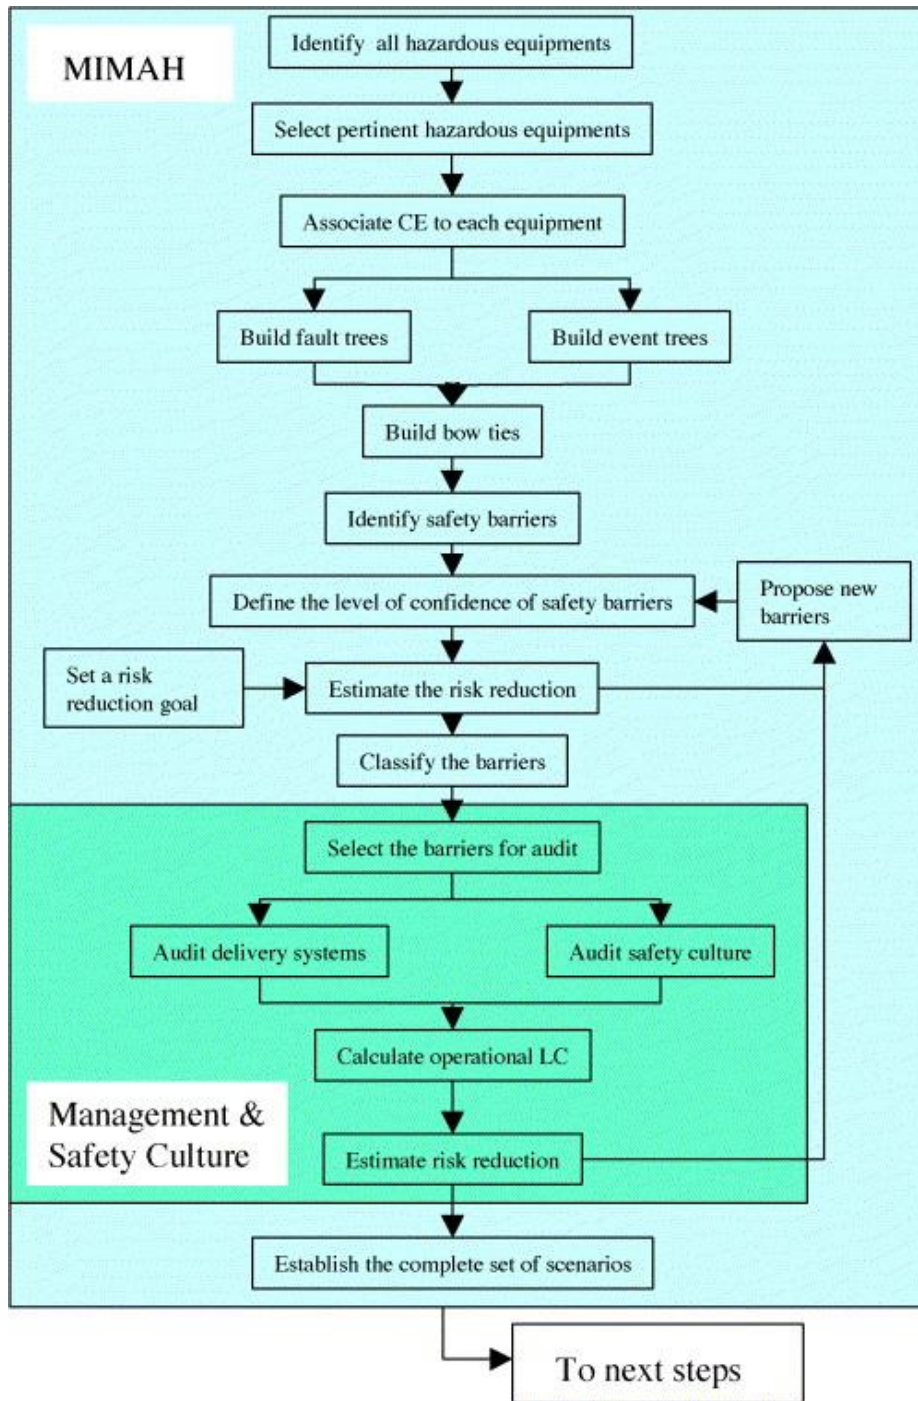 MIMAH
Identify all hazardous equipments
Select pertinent hazardous equipments
Associate CE to each equipment
Build fault trees
Build event trees
Build bow ties
Identify safety barriers
Define the level of confidence of safety barriers
Propose new
barriers
Set a risk
reduction goal
Estimate the risk reduction
Classify the barriers
Select the barriers for audit
Audit delivery systems
Audit safety culture
Calculate operational LC
Management &
Safety Culture
Estimate risk reduction
Establish the complete set of scenarios
To next steps